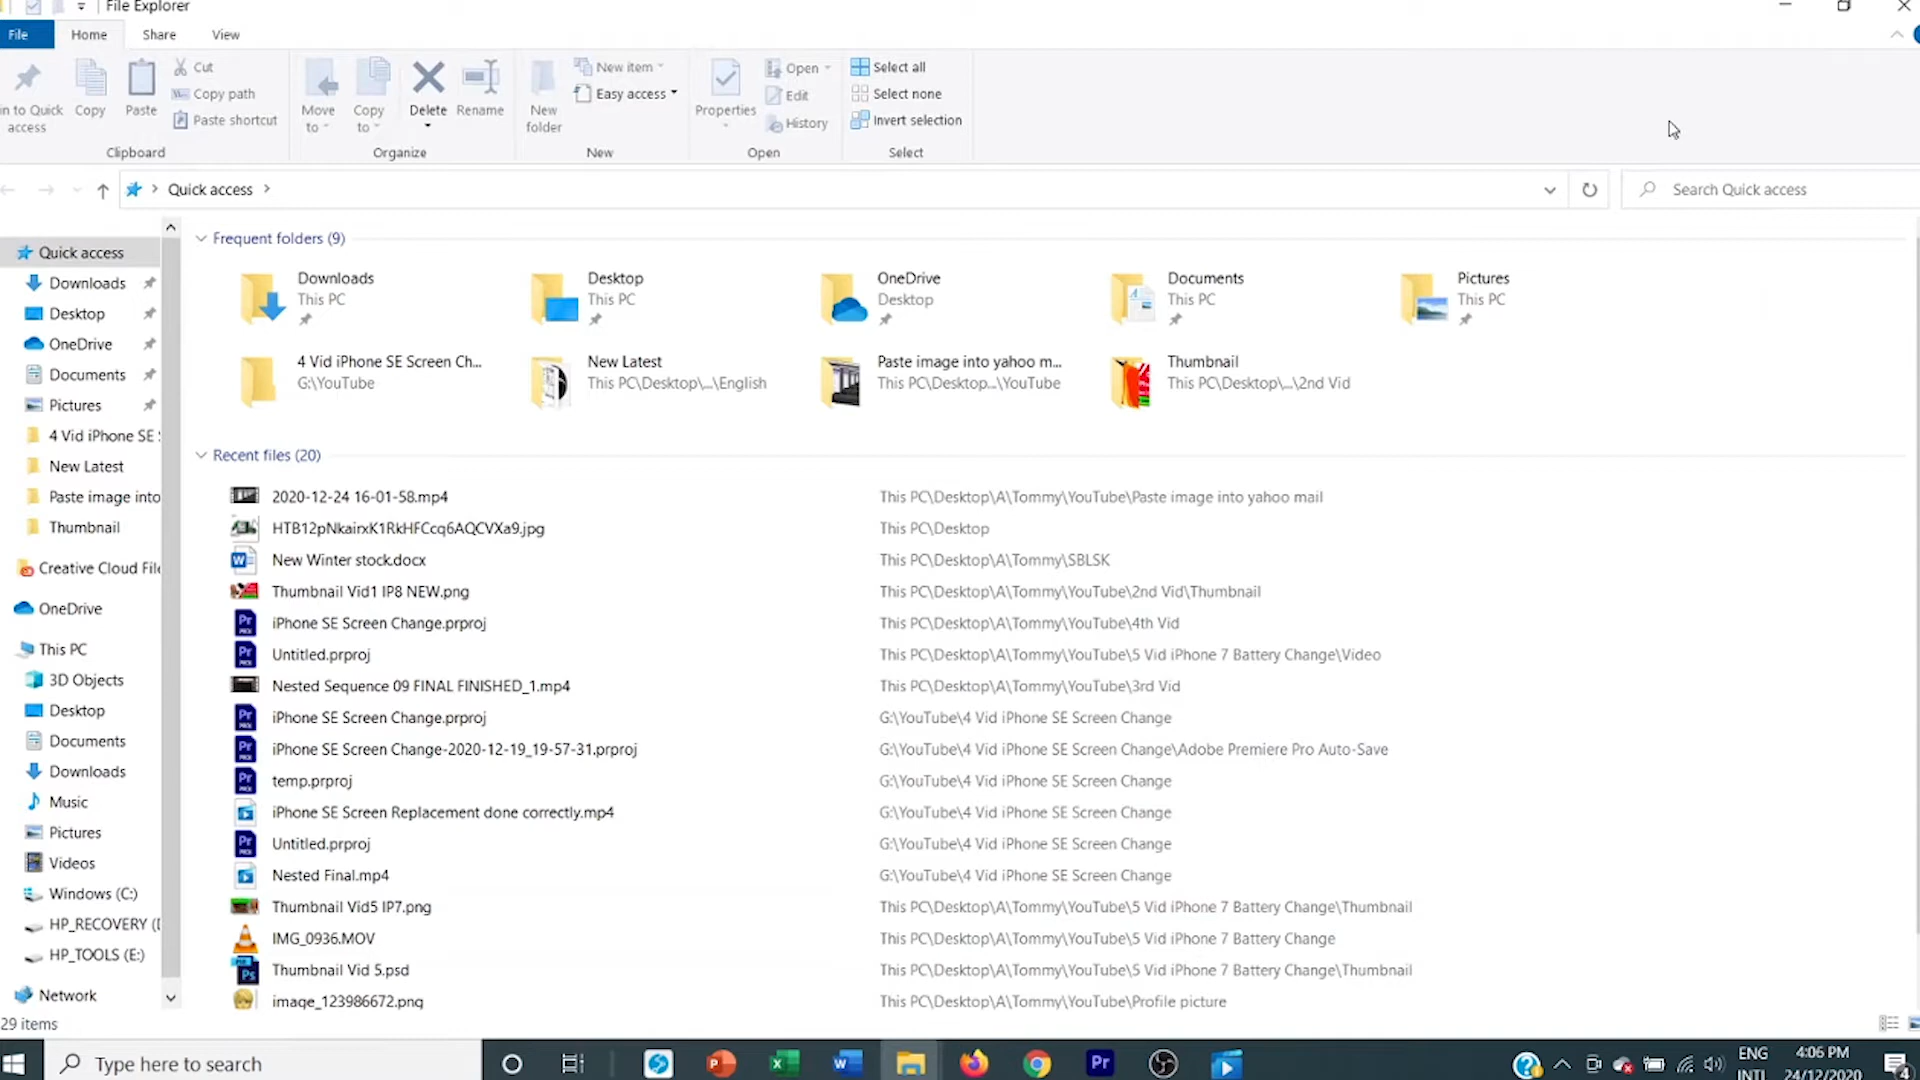 File Explorer
File
Home
Share
View
in to Quick access
Copy
Paste
Cut
Copy path
Paste shortcut
Clipboard
Move to
Copy to
Delete
Rename
Organize
New folder
New item
Easy access
New
Properties
Open
Edit
History
Open
Select all
Select none
Invert selection
Select
Quick access
Search Quick access
Quick access
Downloads
Desktop
OneDrive
Documents
Pictures
4 Vid iPhone SE
New Latest
Paste image into
Thumbnail
Creative Cloud File
OneDrive
This PC
3D Objects
Desktop
Documents
Downloads
Music
Pictures
Videos
Windows (C:)
HP_RECOVERY (D
HP_TOOLS (E:)
Network
Frequent folders (9)
Downloads
This PC
Desktop
This PC
OneDrive
Desktop
Documents
This PC
Pictures
This PC
4 Vid iPhone SE Screen Ch...
G:\YouTube
New Latest
This PC\Desktop\...\English
Paste image into yahoo m...
This PC\Desktop...\YouTube
Thumbnail
This PC\Desktop\...\2nd Vid
Recent files (20)
2020-12-24 16-01-58.mp4 This PC\Desktop\A\Tommy\YouTube\Paste image into yahoo mail
HTB12pNkairxK1RkHFCcq6AQCVXa9.jpg This PC\Desktop
New Winter stock.docx This PC\Desktop\A\Tommy\SBLSK
Thumbnail Vid1 IP8 NEW.png This PC\Desktop\A\Tommy\YouTube\2nd Vid\Thumbnail
iPhone SE Screen Change.prproj This PC\Desktop\A\Tommy\YouTube\4th Vid
Untitled.prproj This PC\Desktop\A\Tommy\YouTube\5 Vid iPhone 7 Battery Change\Video
Nested Sequence 09 FINAL FINISHED_1.mp4 This PC\Desktop\A\Tommy\YouTube\3rd Vid
iPhone SE Screen Change.prproj G:\YouTube\4 Vid iPhone SE Screen Change
iPhone SE Screen Change-2020-12-19_19-57-31.prproj G:\YouTube\4 Vid iPhone SE Screen Change\Adobe Premiere Pro Auto-Save
temp.prproj G:\YouTube\4 Vid iPhone SE Screen Change
iPhone SE Screen Replacement done correctly.mp4 G:\YouTube\4 Vid iPhone SE Screen Change
Untitled.prproj G:\YouTube\4 Vid iPhone SE Screen Change
Nested Final.mp4 G:\YouTube\4 Vid iPhone SE Screen Change
Thumbnail Vid5 IP7.png This PC\Desktop\A\Tommy\YouTube\5 Vid iPhone 7 Battery Change\Thumbnail
IMG_0936.MOV This PC\Desktop\A\Tommy\YouTube\5 Vid iPhone 7 Battery Change
Thumbnail Vid 5.psd This PC\Desktop\A\Tommy\YouTube\5 Vid iPhone 7 Battery Change\Thumbnail
image_123986672.png This PC\Desktop\A\Tommy\YouTube\Profile picture
29 items
Type here to search
Pr
ENG
INTL
4:06 PM
24/12/2020
4